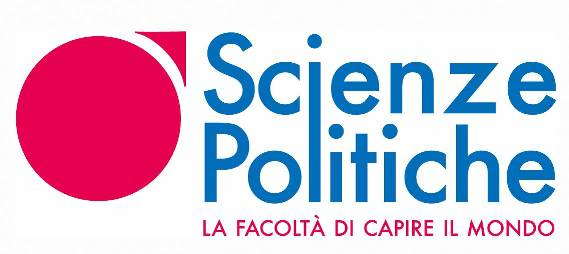 Scienze
Politiche
LA FACOLTÀ DI CAPIRE IL MONDO